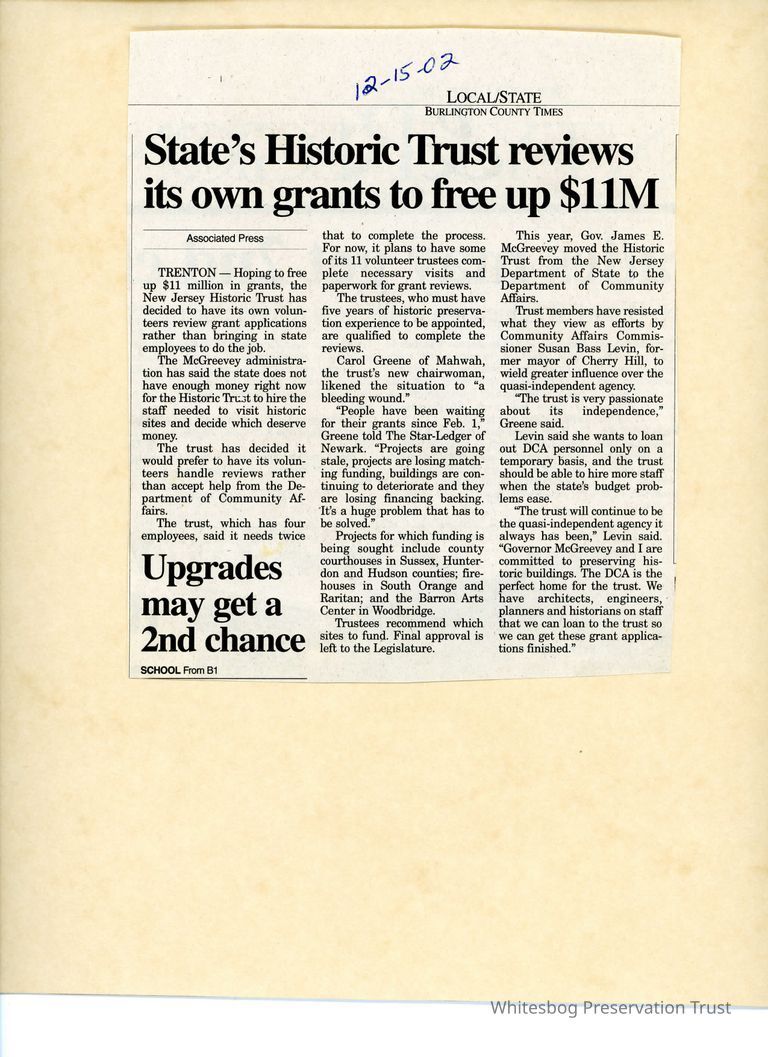 12-15-02
LOCAL/STATE
BURLINGTON COUNTY TIMES
State's Historic Trust reviews
its own grants to free up $11M
Associated Press
TRENTON — Hoping to free
up $11 million in grants, the
New Jersey Historic Trust has
decided to have its own volun-
teers review grant applications
rather than bringing in state
employees to do the job.
The McGreevey administra-
tion has said the state does not
have enough money right now
for the Historic Trust to hire the
staff needed to visit historic
sites and decide which deserve
money.
The trust has decided it
would prefer to have its volun-
teers handle reviews rather
than accept help from the De-
partment of Community Af-
fairs.
The trust, which has four
employees, said it needs twice
that to complete the process.
For now, it plans to have some
of its 11 volunteer trustees com-
plete necessary visits and
paperwork for grant reviews.
The trustees, who must have
five years of historic preserva-
tion experience to be appointed,
are qualified to complete the
reviews.
Carol Greene of Mahwah,
the trust's new chairwoman,
likened the situation to “a
bleeding wound.”
“People have been waiting
for their grants since Feb. 1,”
Greene told The Star-Ledger of
Newark. “Projects are going
stale, projects are losing match-
ing funding, buildings are con-
tinuing to deteriorate and they
are losing financing backing.
It's a huge problem that has to
be solved.”
Projects for which funding is
being sought include county
courthouses in Sussex, Hunter-
don and Hudson counties; fire-
houses in South Orange and
Raritan; and the Barron Arts
Center in Woodbridge.
Trustees recommend which
sites to fund. Final approval is
left to the Legislature.
This year, Gov. James E.
McGreevey moved the Historic
Trust from the New Jersey
Department of State to the
Department of Community
Affairs.
Trust members have resisted
what they view as efforts by
Community Affairs Commis-
sioner Susan Bass Levin, for-
mer mayor of Cherry Hill, to
wield greater influence over the
quasi-independent agency.
“The trust is very passionate
about its independence,”
Greene said.
Levin said she wants to loan
out DCA personnel only on a
temporary basis, and the trust
should be able to hire more staff
when the state's budget prob-
lems ease.
“The trust will continue to be
the quasi-independent agency it
always has been,” Levin said.
“Governor McGreevey and I are
committed to preserving his-
toric buildings. The DCA is the
perfect home for the trust. We
have architects, engineers,
planners and historians on staff
that we can loan to the trust so
we can get these grant applica-
tions finished.”
Upgrades
may get a
2nd chance
SCHOOL From B1
Whitesbog Preservation Trust